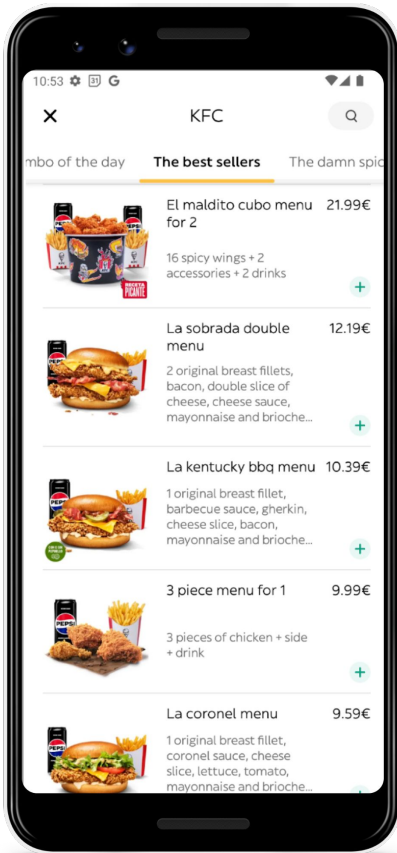 10:53 31 G
KFC
mbo of the day The best sellers The damn spic
El maldito cubo menu 21.99€
for 2
16 spicy wings + 2
accessories + 2 drinks
RECETA
PICANTE
La sobrada double 12.19€
menu
2 original breast fillets,
bacon, double slice of
cheese, cheese sauce,
mayonnaise and brioche...
La kentucky bbq menu 10.39€
1 original breast fillet,
barbecue sauce, gherkin,
cheese slice, bacon,
mayonnaise and brioche...
3 piece menu for 1 9.99€
3 pieces of chicken + side
+ drink
PEPSI
La coronel menu 9.59€
1 original breast fillet,
coronel sauce, cheese
slice, lettuce, tomato,
mayonnaise and brioche...